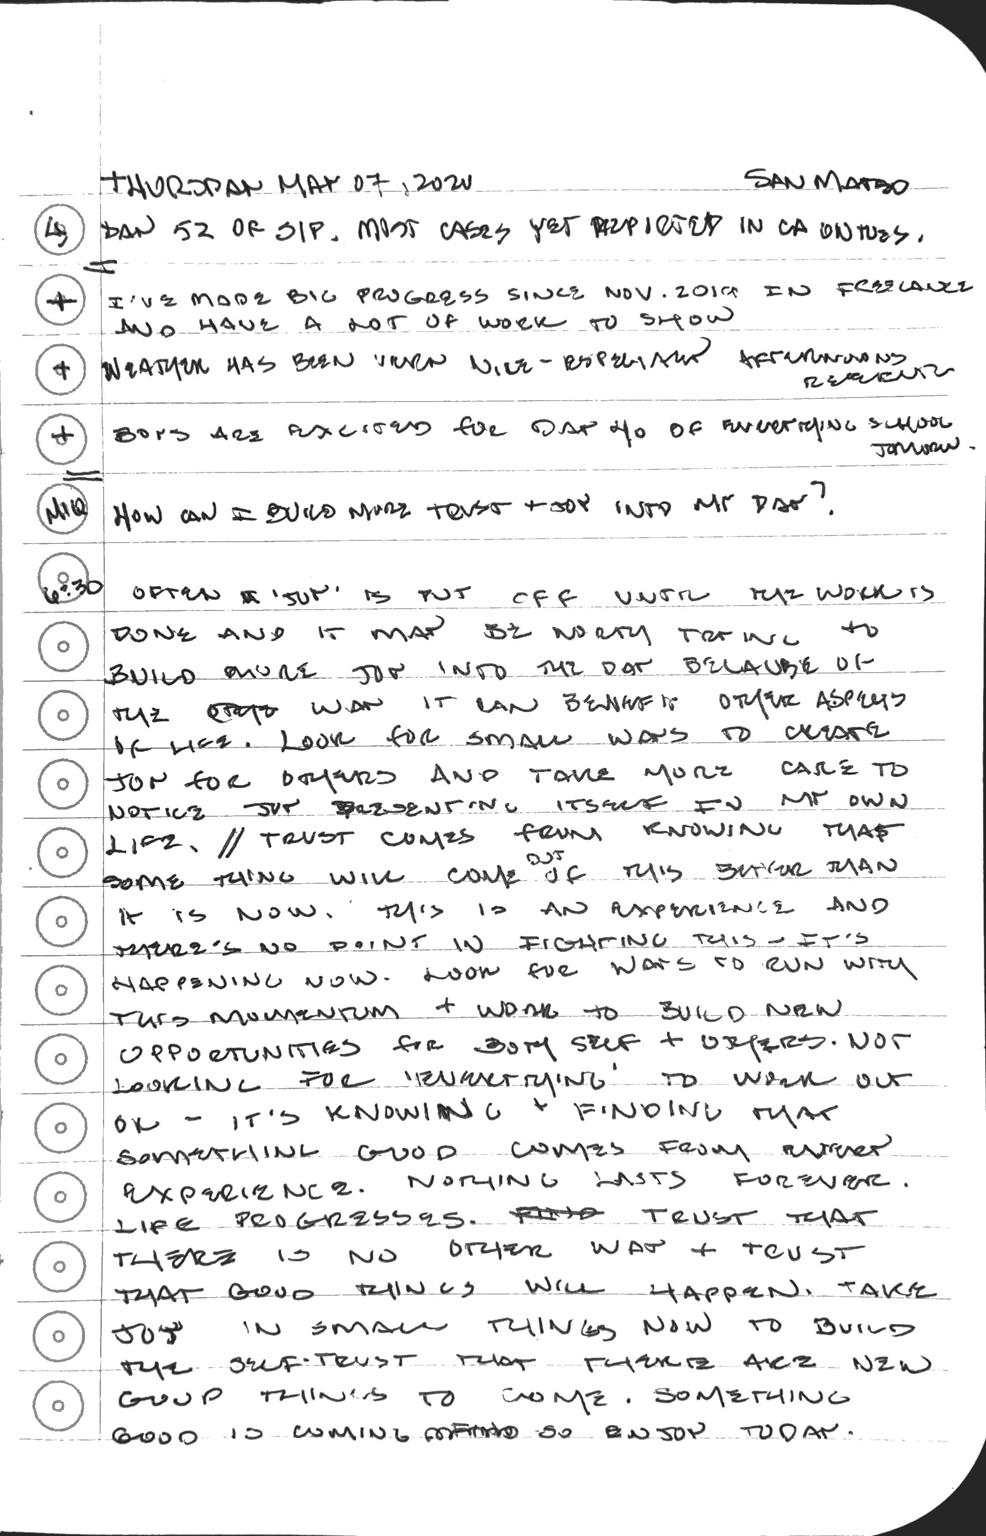 THURSDAY MAY 07, 2020 SAN MATEO
DAY 52 OF SIP. MOST CASES YET REPORTED IN CA ON TUES.
+ I'VE MADE BIG PROGRESS SINCE NOV. 2019 IN FREELANCE
AND HAVE A LOT OF WORK TO SHOW
+ WEATHER HAS BEEN VERY NICE - ESPECIALLY AFTERNOONS
RECENTLY
+ BOYS ARE EXCITED FOR DAY 40 OF EVERYTHING SCHOOL
TOMORROW.
MIQ HOW CAN I BUILD MORE TRUST + JOY INTO MY DAY?
6:30 OFTEN 'JOY' IS PUT OFF UNTIL THE WORK IS
DONE AND IT MAY BE WORTH TRYING TO
BUILD MORE JOY INTO THE DAY BECAUSE OF
THE WAY IT CAN BENEFIT OTHER ASPECTS
OF LIFE. LOOK FOR SMALL WAYS TO CREATE
JOY FOR OTHERS AND TAKE MORE CARE TO
NOTICE JOY PRESENTING ITSELF IN MY OWN
LIFE. // TRUST COMES FROM KNOWING THAT
SOMETHING WILL COME OUT OF THIS BETTER THAN
IT IS NOW. THIS IS AN EXPERIENCE AND
THERE'S NO POINT IN FIGHTING THIS - IT'S
HAPPENING NOW. LOOK FOR WAYS TO RUN WITH
THIS MOMENTUM + WORK TO BUILD NEW
OPPORTUNITIES FOR BOTH SELF + OTHERS. NOT
LOOKING FOR 'EVERYTHING' TO WORK OUT
OK - IT'S KNOWING + FINDING THAT
SOMETHING GOOD COMES FROM EVERY
EXPERIENCE. NOTHING LASTS FOREVER.
LIFE PROGRESSES. TRUST THAT
THERE IS NO OTHER WAY + TRUST
THAT GOOD THINGS WILL HAPPEN. TAKE
JOY IN SMALL THINGS NOW TO BUILD
THE SELF-TRUST THAT THERE ARE NEW
GOOD THINGS TO COME. SOMETHING
GOOD IS COMING SO ENJOY TODAY.